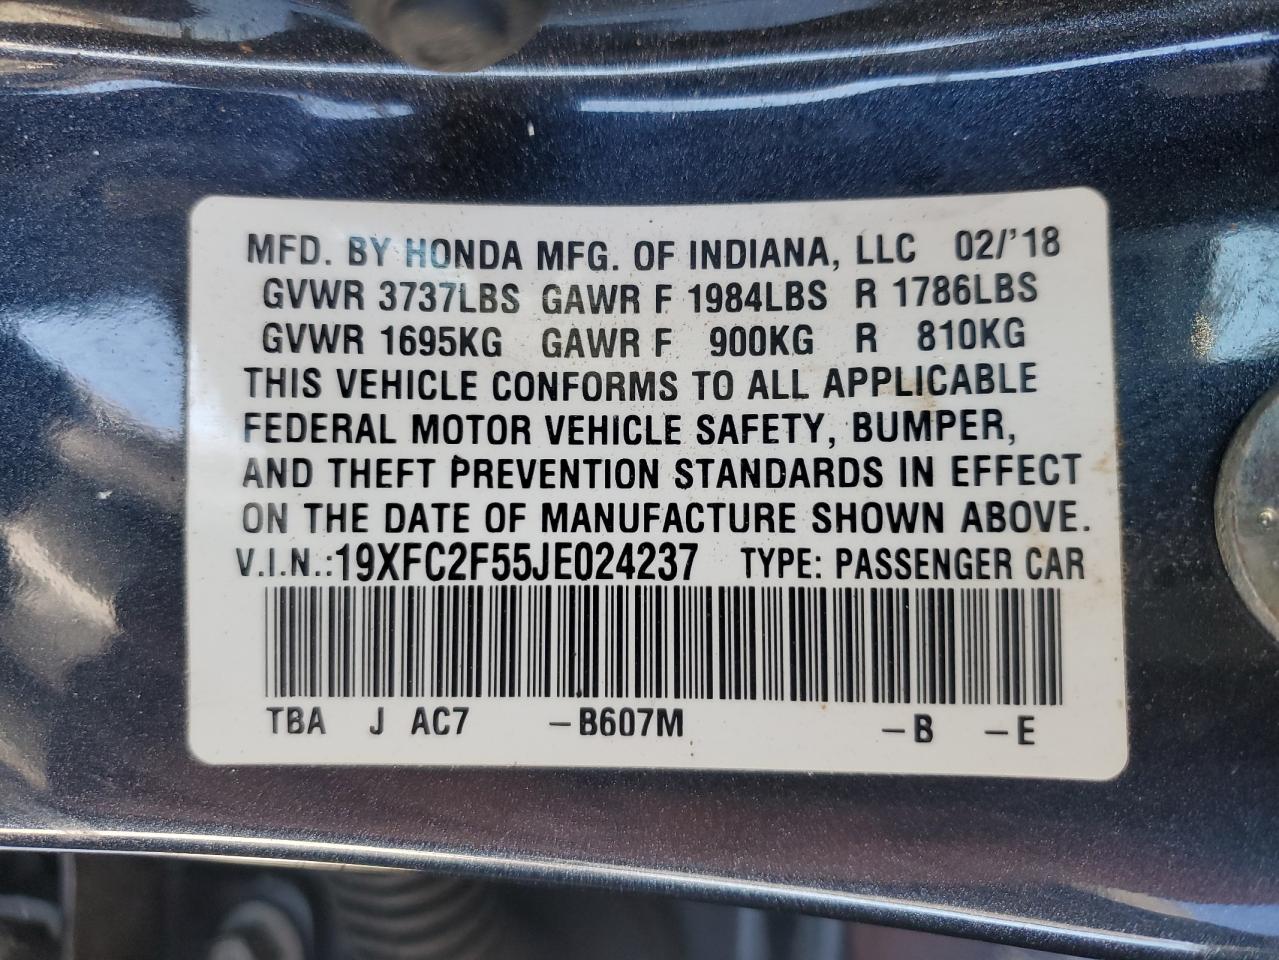 MFD. BY HONDA MFG. OF INDIANA, LLC 02/'18
GVWR 3737LBS GAWR F 1984LBS R 1786LBS
GVWR 1695KG GAWR F 900KG R 810KG
THIS VEHICLE CONFORMS TO ALL APPLICABLE
FEDERAL MOTOR VEHICLE SAFETY, BUMPER,
AND THEFT PREVENTION STANDARDS IN EFFECT
ON THE DATE OF MANUFACTURE SHOWN ABOVE.
V.I.N.:19XFC2F55JE024237 TYPE: PASSENGER CAR
TBA J AC7 –B607M –B –E